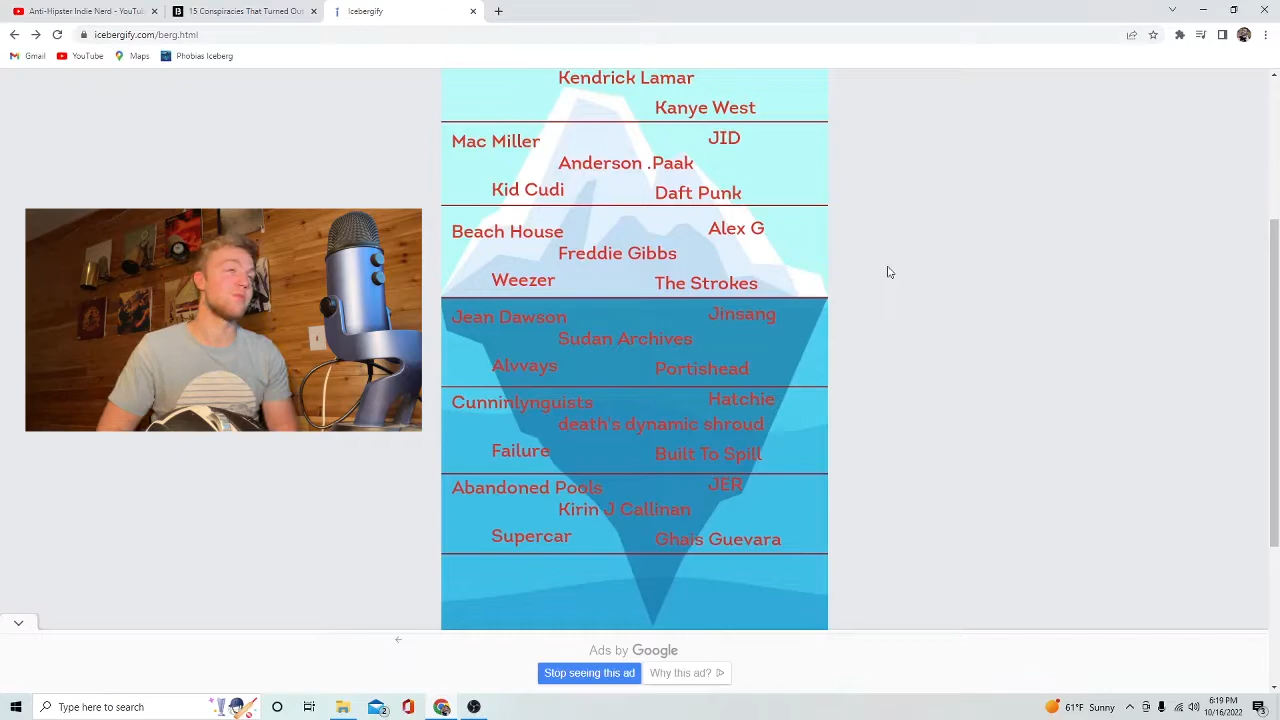 Anti-Hipster Indie Nerd - YouTub
15 Conspiracies That Turned Out
Icebergify
icebergify.com/berg.html
Gmail
YouTube
Maps
Phobias Iceberg
Kendrick Lamar
Kanye West
Mac Miller
JID
Anderson .Paak
Kid Cudi
Daft Punk
Beach House
Alex G
Freddie Gibbs
Weezer
The Strokes
Jean Dawson
Jinsang
Sudan Archives
Alvvays
Portishead
Cunninlynguists
Hatchie
death's dynamic shroud
Failure
Built To Spill
Abandoned Pools
JER
Kirin J Callinan
Supercar
Ghais Guevara
Ads by Google
Stop seeing this ad
Why this ad?
Type here to search
2
61°F Sunny
6:19 PM
10/16/2022